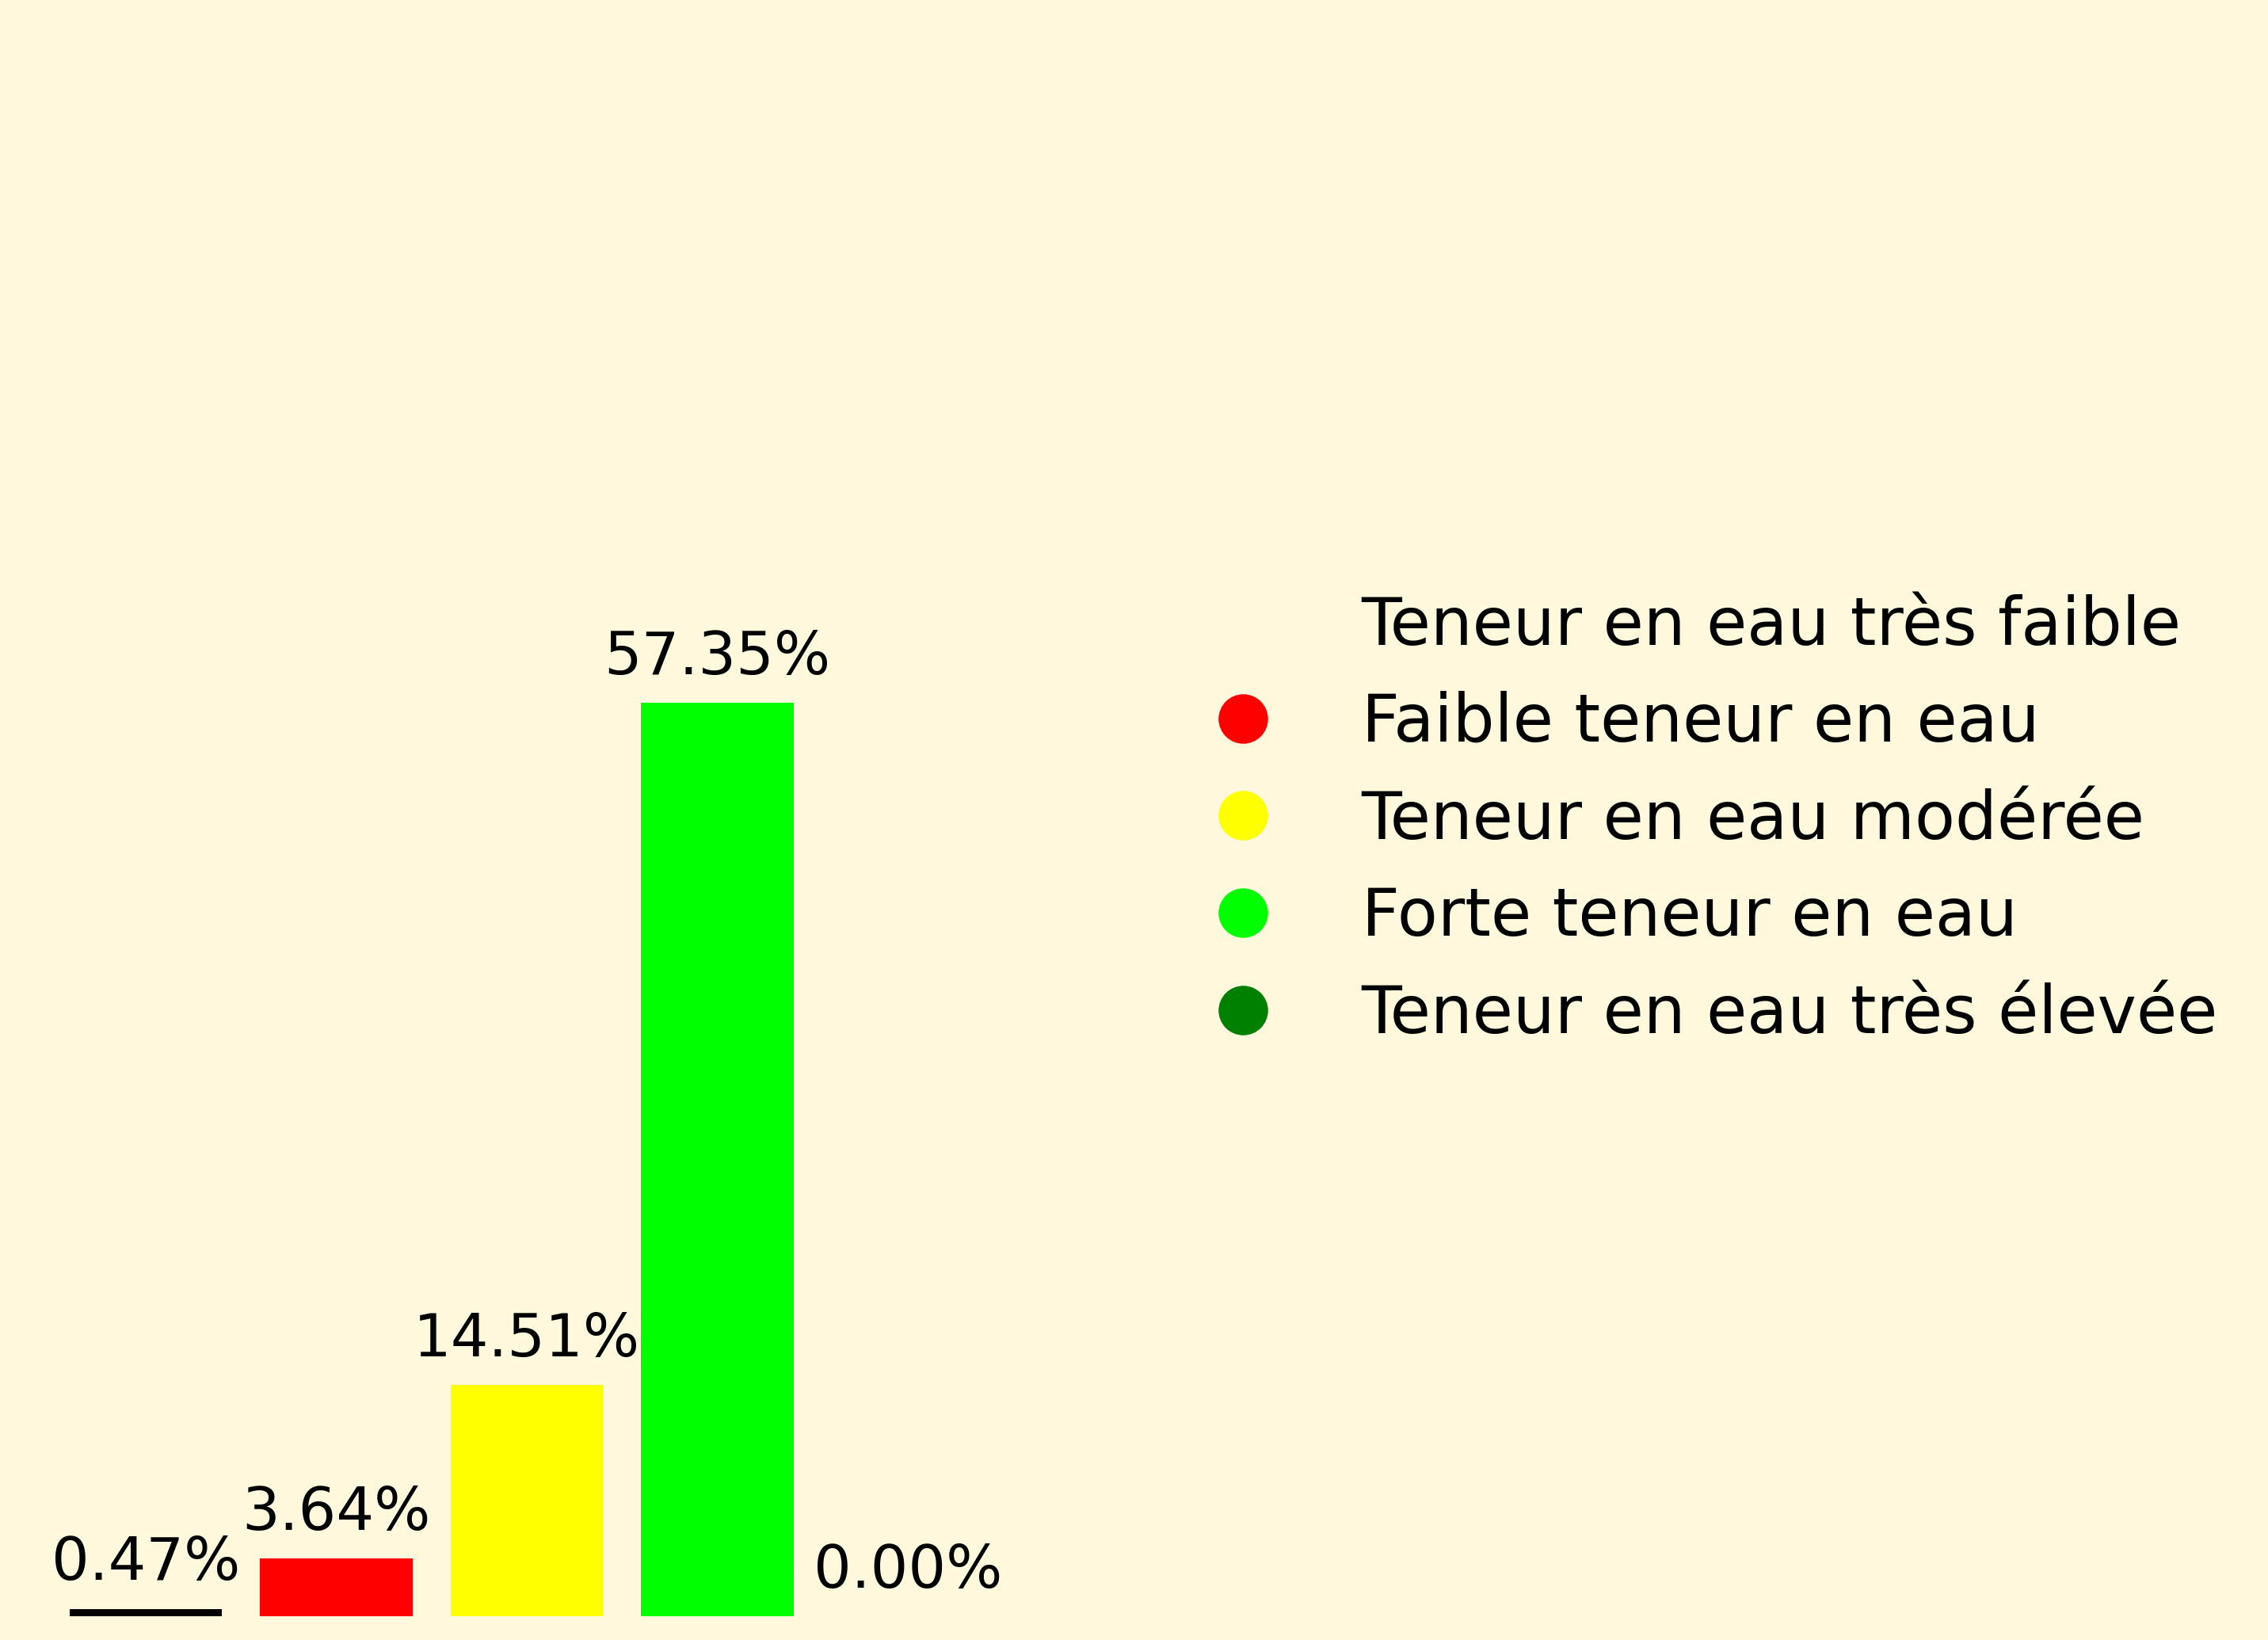 57.35%
14.51%
3.64%
0.47%
0.00%
Teneur en eau très faible
Faible teneur en eau
Teneur en eau modérée
Forte teneur en eau
Teneur en eau très élevée